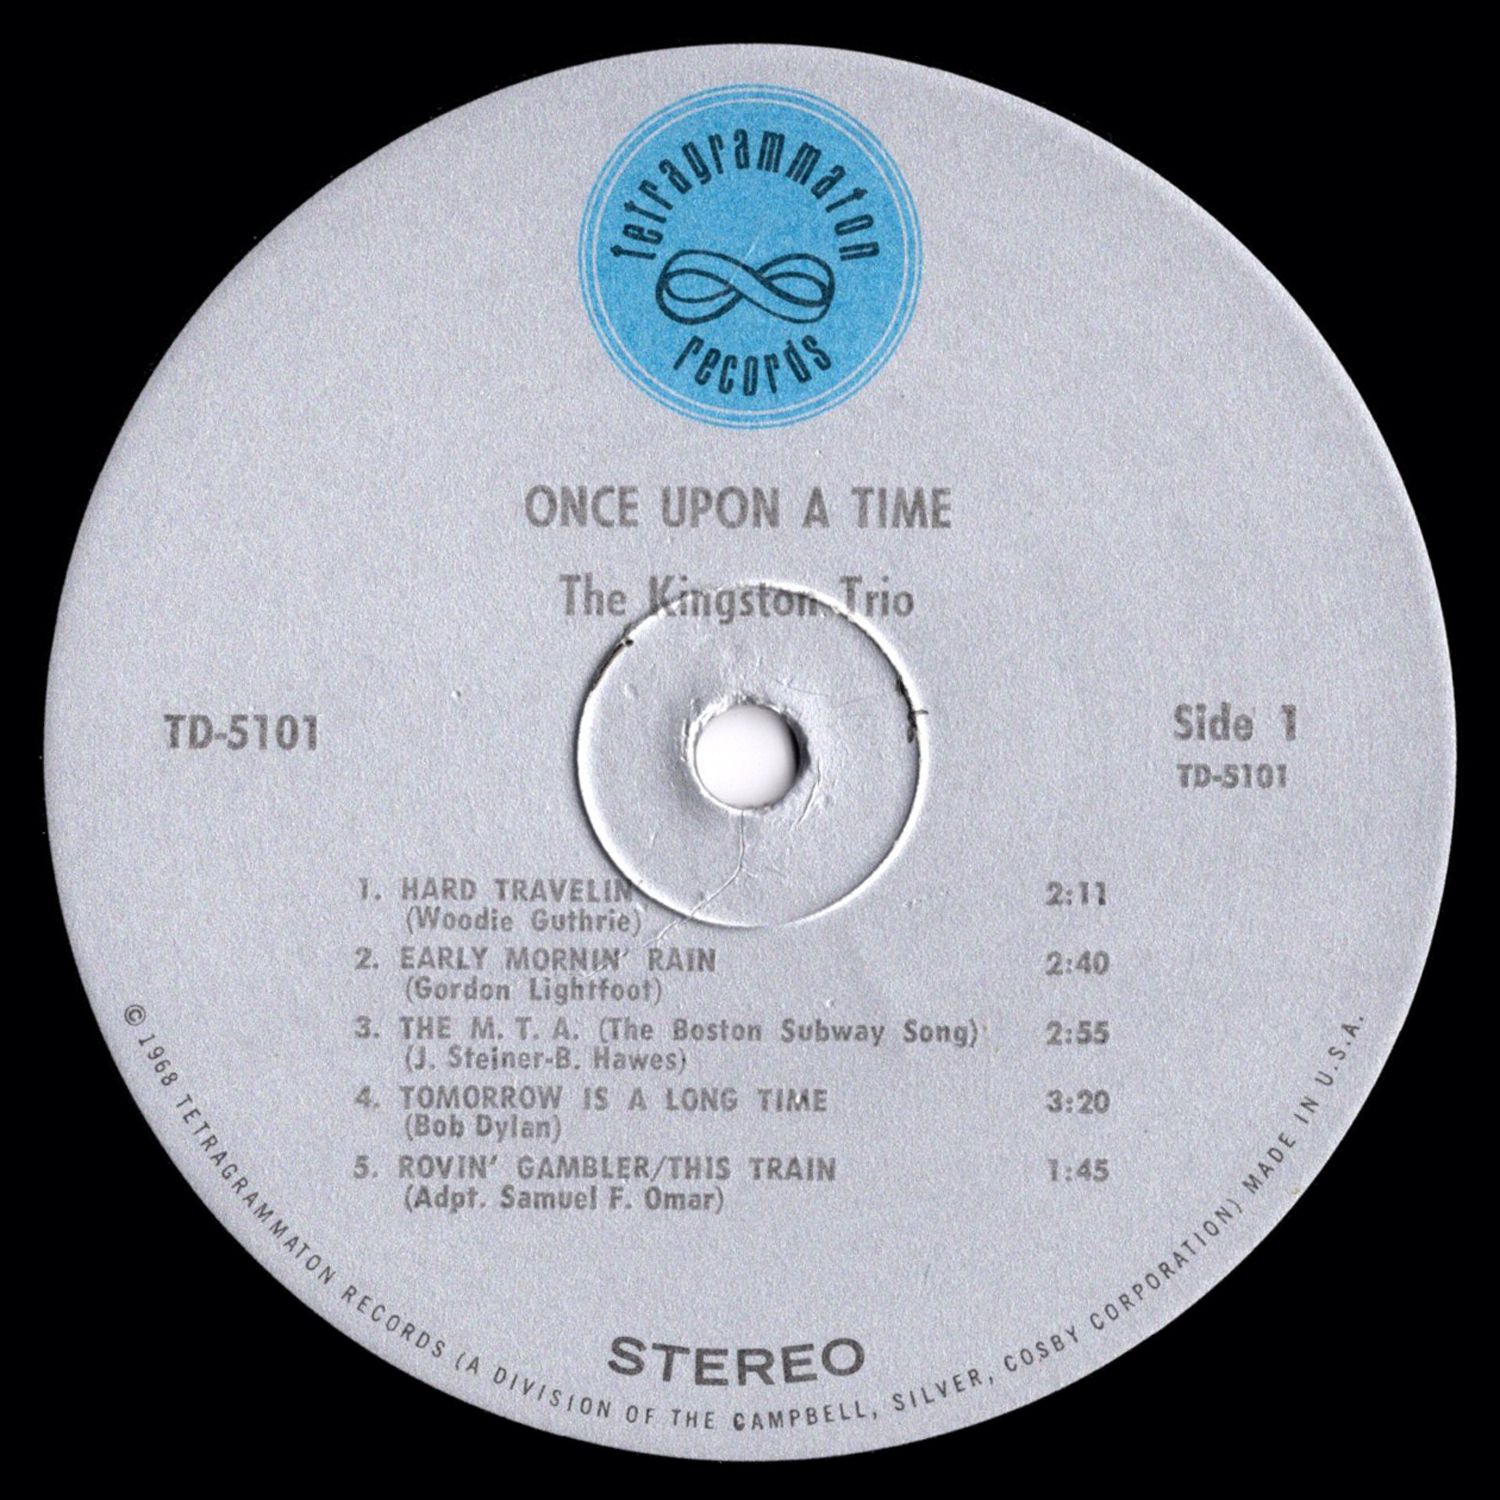 tetragrammaton
records
ONCE UPON A TIME
The Kingston Trio
TD-5101
Side 1
TD-5101
1. HARD TRAVELIN' 2:11
(Woodie Guthrie)
2. EARLY MORNIN' RAIN 2:40
(Gordon Lightfoot)
3. THE M. T. A. (The Boston Subway Song) 2:55
(J. Steiner-B. Hawes)
4. TOMORROW IS A LONG TIME 3:20
(Bob Dylan)
5. ROVIN' GAMBLER/THIS TRAIN 1:45
(Adpt. Samuel F. Omar)
STEREO
© 1968 TETRAGRAMMATON RECORDS (A DIVISION OF THE CAMPBELL, SILVER, COSBY CORPORATION) MADE IN U.S.A.